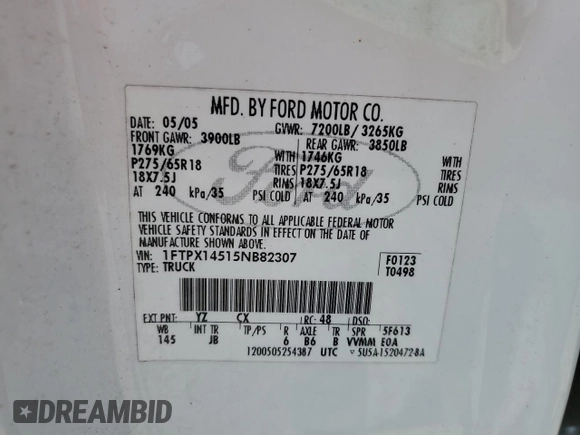 MFD. BY FORD MOTOR CO.
DATE: 05/05 GVWR: 7200LB/ 3265KG
FRONT GAWR: 3900LB REAR GAWR: 3850LB
1769KG WITH 1746KG WITH
P275/65R18 TIRES P275/65R18 TIRES
18X7.5J RIMS 18X7.5J RIMS
AT 240 kPa/35 PSI COLD AT 240 kPa/35 PSI COLD
Ford
THIS VEHICLE CONFORMS TO ALL APPLICABLE FEDERAL MOTOR
VEHICLE SAFETY STANDARDS IN EFFECT ON THE DATE OF
MANUFACTURE SHOWN ABOVE.
VIN: 1FTPX14515NB82307 F0123
TYPE: TRUCK T0498
EXT PNT: YZ CX RC: 48 DSO:
WB INT TR TP/PS R AXLE TR SPR 5F613
145 JB 6 B6 B VVMM EOA
1200505254387 UTC ▽ 5U5A-1520472-BA
DREAMBID